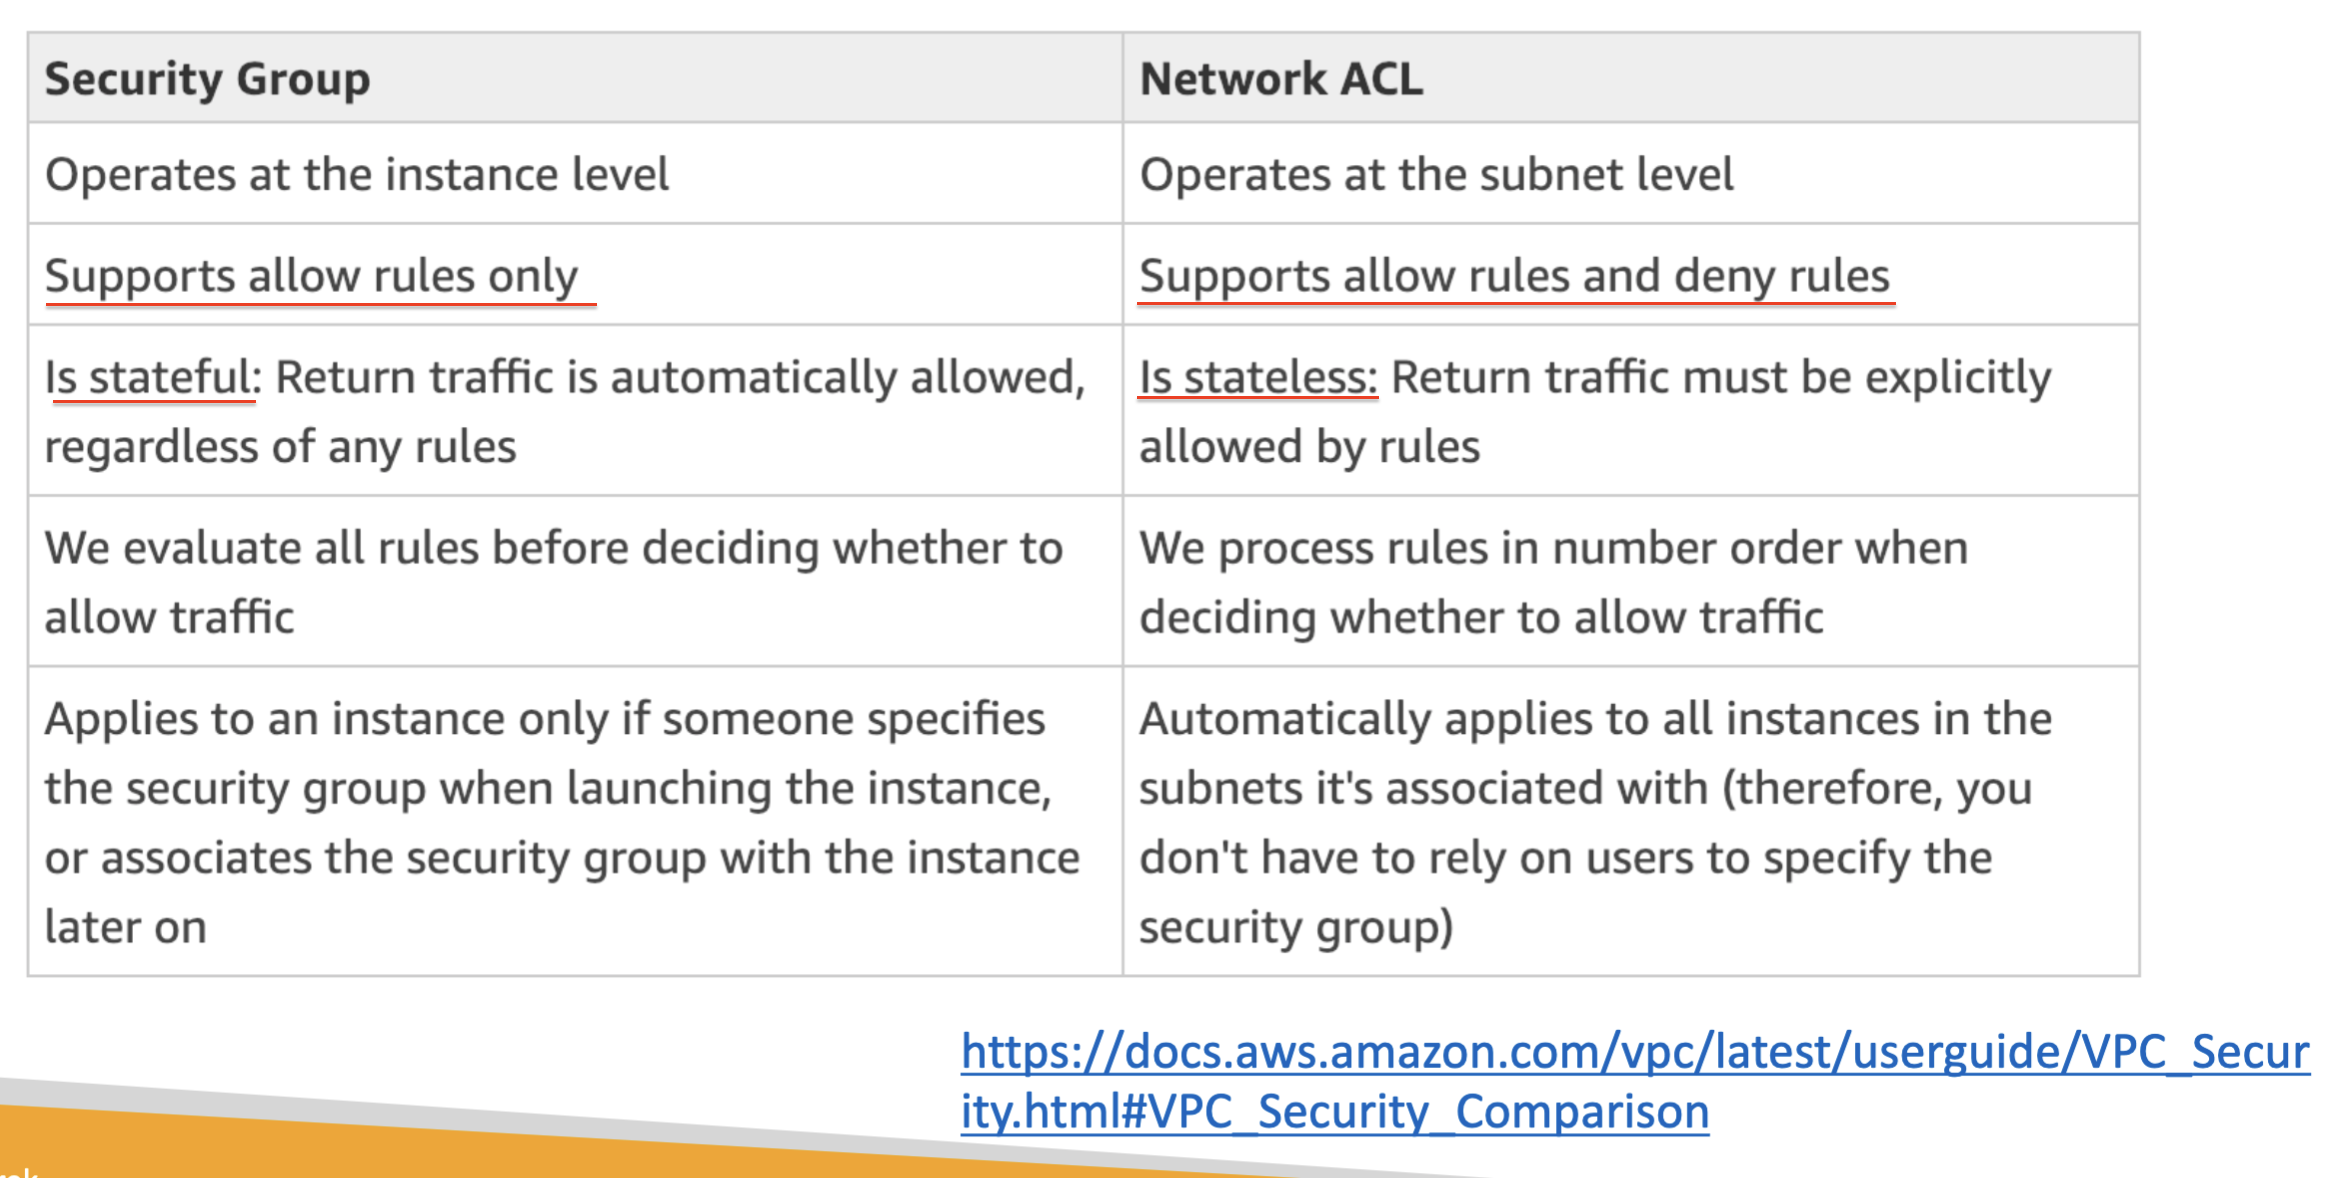 Security Group
Network ACL
Operates at the instance level
Operates at the subnet level
Supports allow rules only
Supports allow rules and deny rules
Is stateful: Return traffic is automatically allowed,
regardless of any rules
Is stateless: Return traffic must be explicitly
allowed by rules
We evaluate all rules before deciding whether to
allow traffic
We process rules in number order when
deciding whether to allow traffic
Applies to an instance only if someone specifies
the security group when launching the instance,
or associates the security group with the instance
later on
Automatically applies to all instances in the
subnets it's associated with (therefore, you
don't have to rely on users to specify the
security group)
https://docs.aws.amazon.com/vpc/latest/userguide/VPC_Secur
ity.html#VPC_Security_Comparison